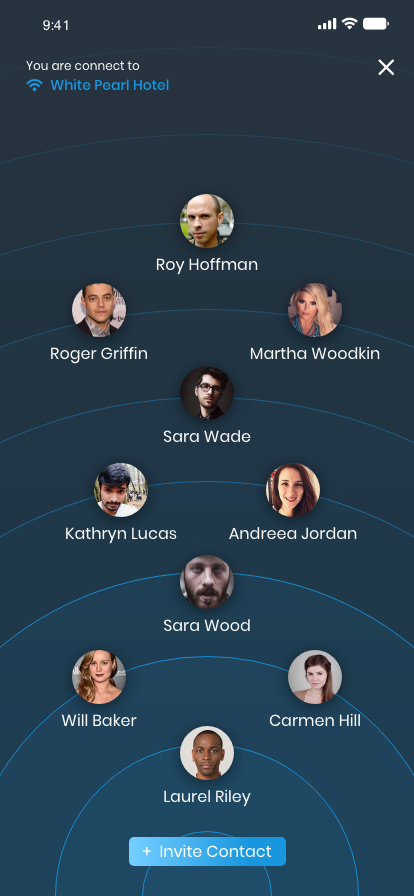 9:41
You are connect to
White Pearl Hotel
Roy Hoffman
Roger Griffin
Martha Woodkin
Sara Wade
Kathryn Lucas
Andreea Jordan
Sara Wood
Will Baker
Carmen Hill
Laurel Riley
+ Invite Contact